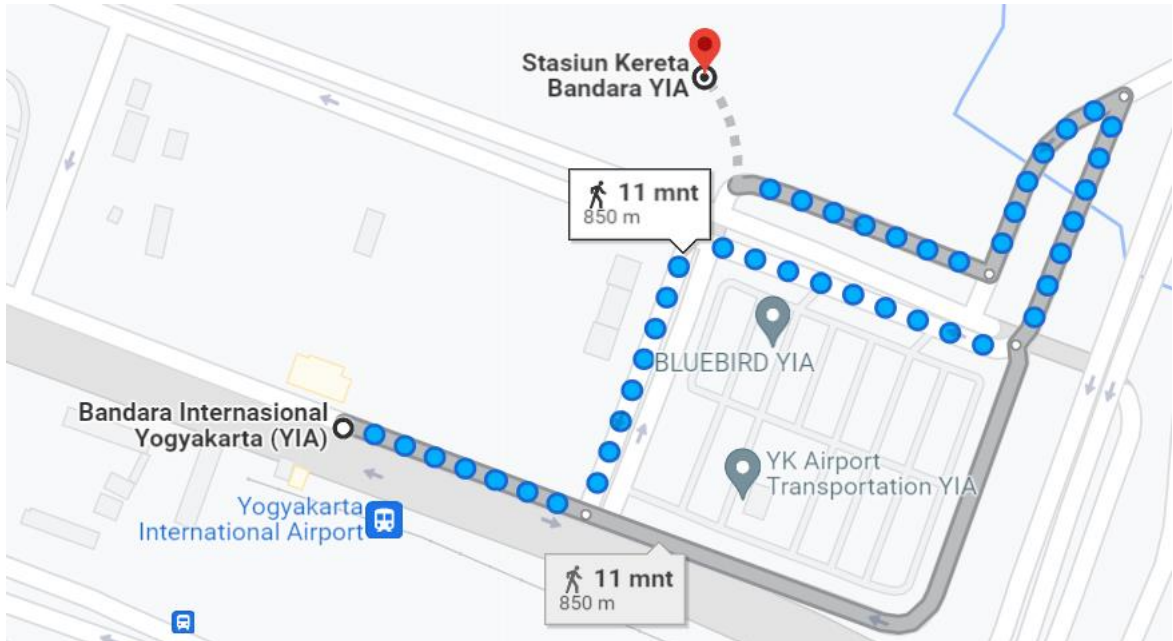 Stasiun Kereta
Bandara YIA
11 mnt
850 m
BLUEBIRD YIA
Bandara Internasional
Yogyakarta (YIA)
YK Airport
Transportation YIA
Yogyakarta
International Airport
11 mnt
850 m